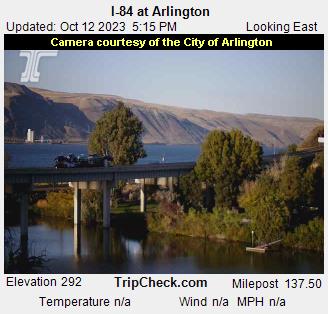 I-84 at Arlington
Updated: Oct 12 2023 5:15 PM Looking East
Camera courtesy of the City of Arlington
Elevation 292 TripCheck.com Milepost 137.50
Temperature n/a Wind n/a MPH n/a